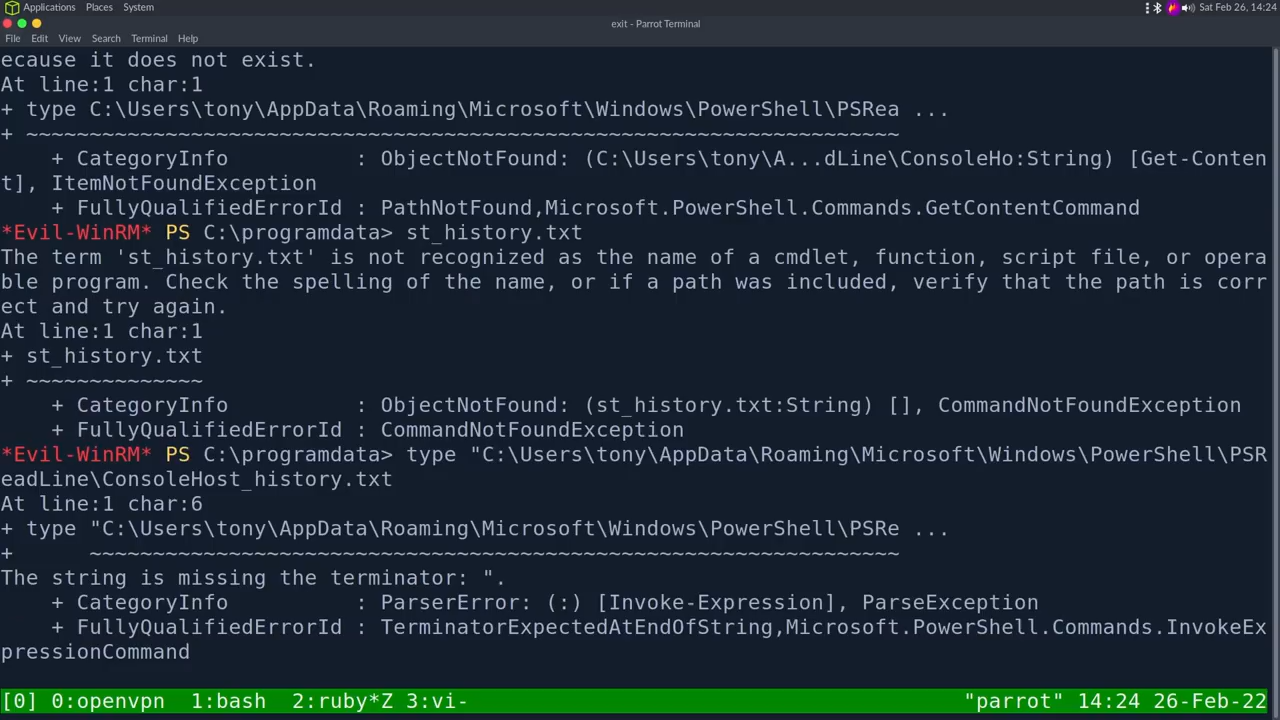 Applications Places System Sat Feb 26, 14:24
exit - Parrot Terminal
File Edit View Search Terminal Help
ecause it does not exist.
At line:1 char:1
+ type C:\Users\tony\AppData\Roaming\Microsoft\Windows\PowerShell\PSRea ...
+ ~~~~~~~~~~~~~~~~~~~~~~~~~~~~~~~~~~~~~~~~~~~~~~~~~~~~~~~~~~~~~~~~~~~~~
    + CategoryInfo          : ObjectNotFound: (C:\Users\tony\A...dLine\ConsoleHo:String) [Get-Conten
t], ItemNotFoundException
    + FullyQualifiedErrorId : PathNotFound,Microsoft.PowerShell.Commands.GetContentCommand
*Evil-WinRM* PS C:\programdata> st_history.txt
The term 'st_history.txt' is not recognized as the name of a cmdlet, function, script file, or opera
ble program. Check the spelling of the name, or if a path was included, verify that the path is corr
ect and try again.
At line:1 char:1
+ st_history.txt
+ ~~~~~~~~~~~~~~
    + CategoryInfo          : ObjectNotFound: (st_history.txt:String) [], CommandNotFoundException
    + FullyQualifiedErrorId : CommandNotFoundException
*Evil-WinRM* PS C:\programdata> type "C:\Users\tony\AppData\Roaming\Microsoft\Windows\PowerShell\PSR
eadLine\ConsoleHost_history.txt
At line:1 char:6
+ type "C:\Users\tony\AppData\Roaming\Microsoft\Windows\PowerShell\PSRe ...
+      ~~~~~~~~~~~~~~~~~~~~~~~~~~~~~~~~~~~~~~~~~~~~~~~~~~~~~~~~~~~~~~~~
The string is missing the terminator: ".
    + CategoryInfo          : ParserError: (:) [Invoke-Expression], ParseException
    + FullyQualifiedErrorId : TerminatorExpectedAtEndOfString,Microsoft.PowerShell.Commands.InvokeEx
pressionCommand
[0] 0:openvpn  1:bash  2:ruby*Z 3:vi- "parrot" 14:24 26-Feb-22